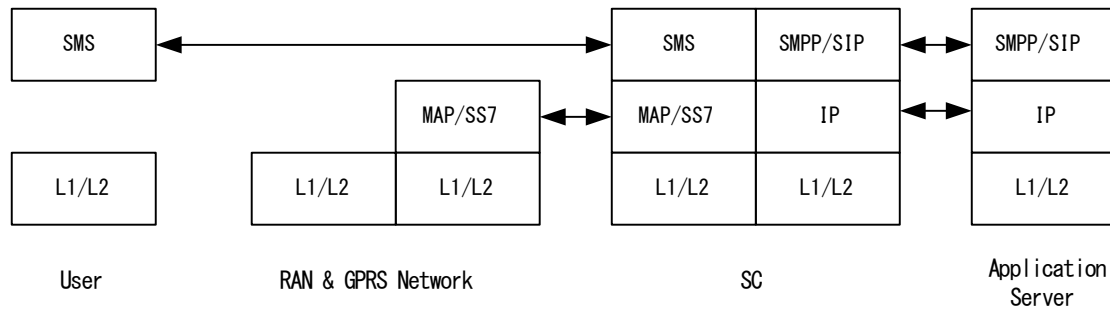 SMS
SMS
SMPP/SIP
SMPP/SIP
MAP/SS7
MAP/SS7
IP
IP
L1/L2
L1/L2
L1/L2
L1/L2
L1/L2
L1/L2
User
RAN & GPRS Network
SC
Application
Server